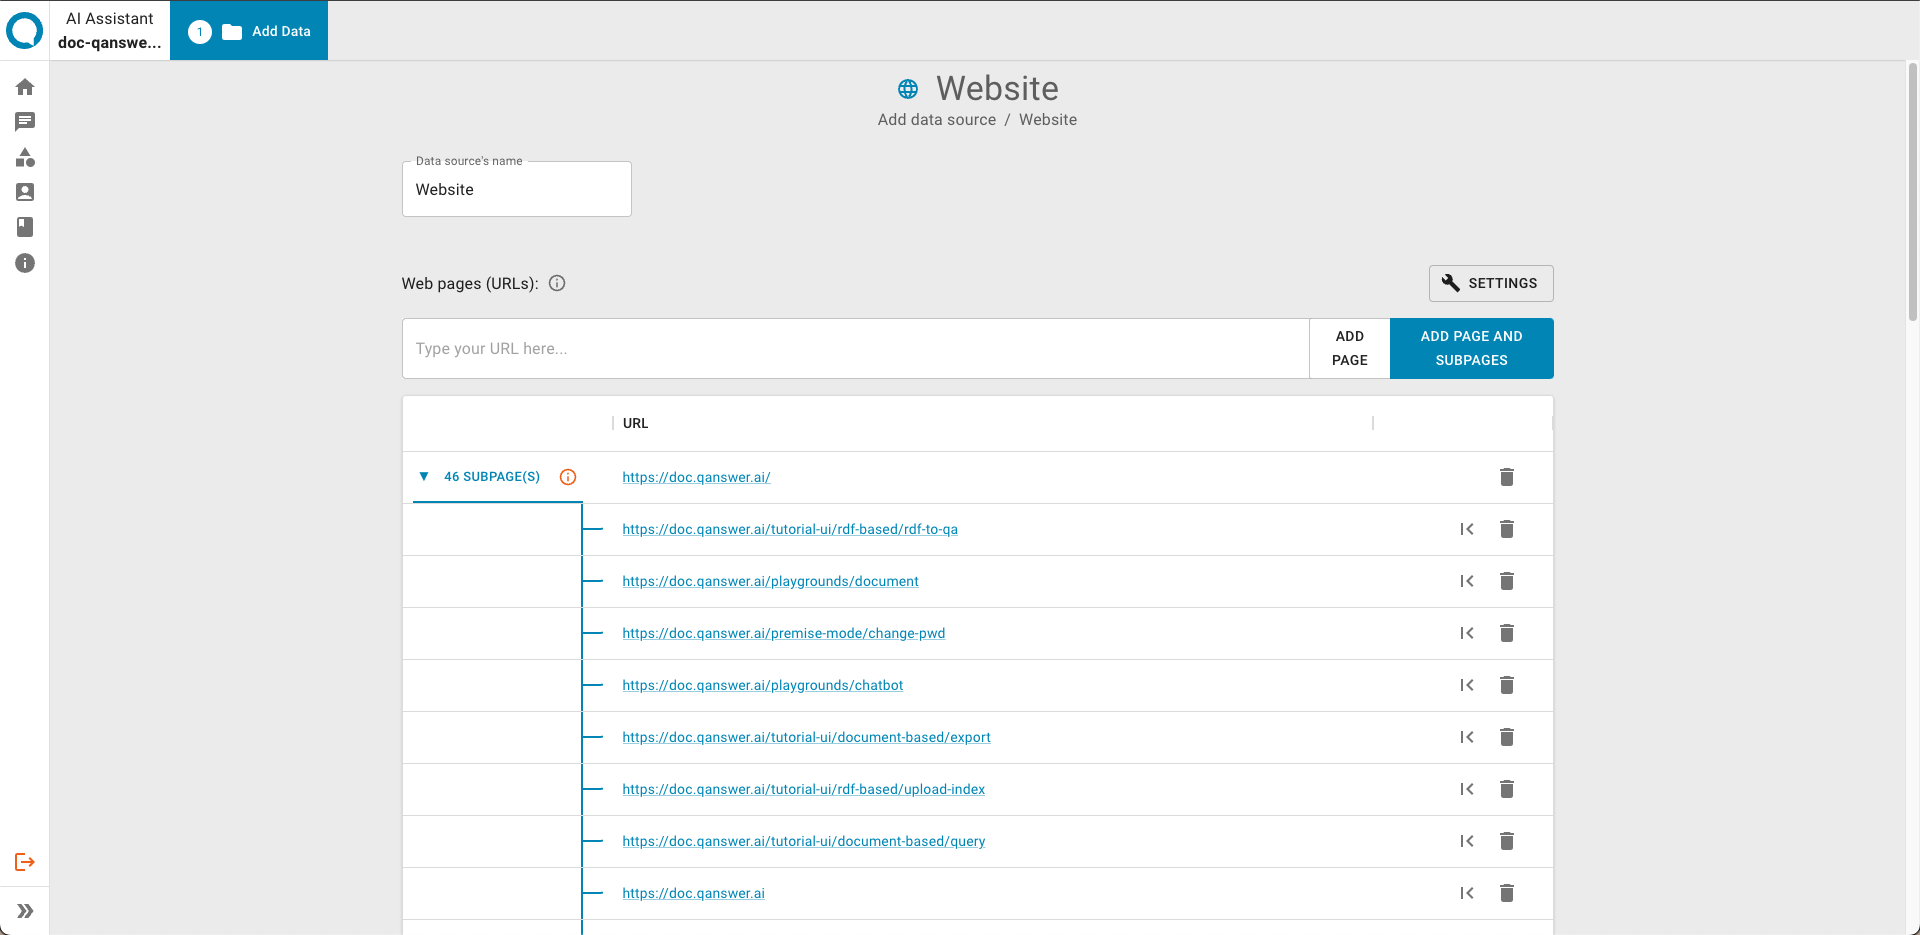 AI Assistant
doc-qanswe...
1 Add Data
Website
Add data source / Website
Data source's name
Website
Web pages (URLs):
SETTINGS
Type your URL here...
ADD PAGE
ADD PAGE AND SUBPAGES
URL
46 SUBPAGE(S) https://doc.qanswer.ai/
https://doc.qanswer.ai/tutorial-ui/rdf-based/rdf-to-qa
https://doc.qanswer.ai/playgrounds/document
https://doc.qanswer.ai/premise-mode/change-pwd
https://doc.qanswer.ai/playgrounds/chatbot
https://doc.qanswer.ai/tutorial-ui/document-based/export
https://doc.qanswer.ai/tutorial-ui/rdf-based/upload-index
https://doc.qanswer.ai/tutorial-ui/document-based/query
https://doc.qanswer.ai